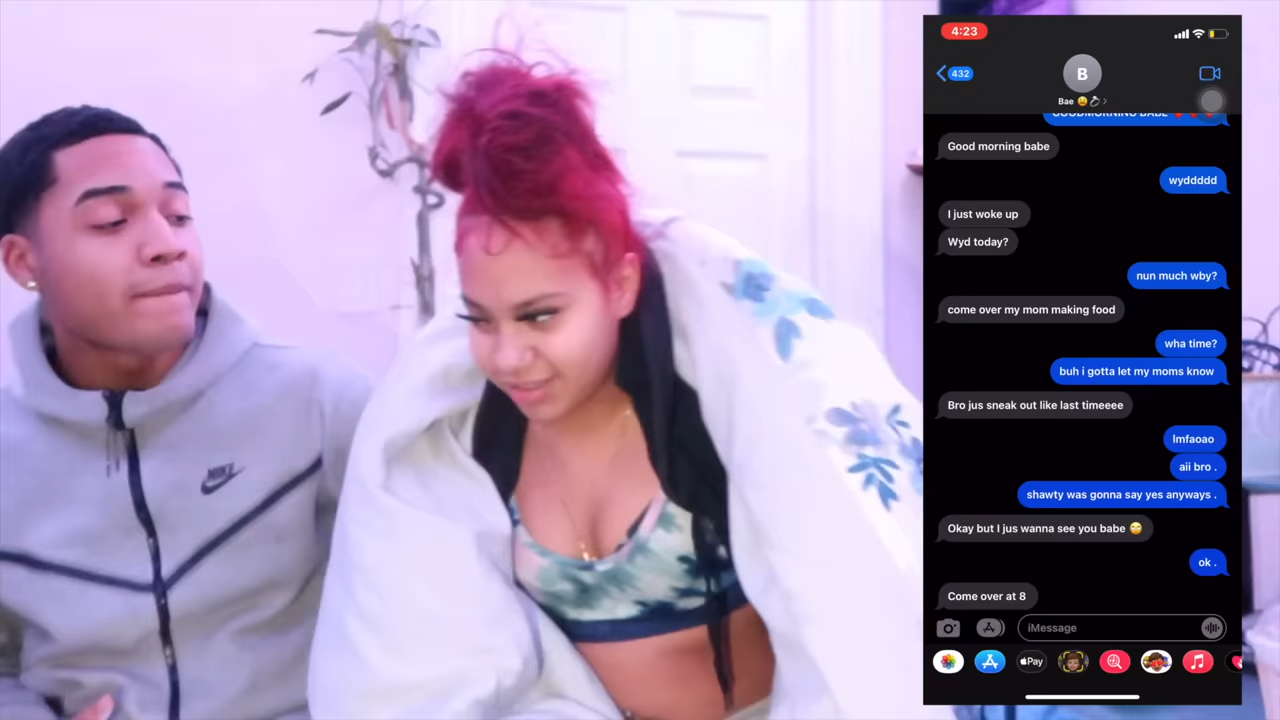 4:23
432
B
Bae
GOODMORNING BABE
Good morning babe
wyddddd
I just woke up
Wyd today?
nun much wby?
come over my mom making food
wha time?
buh i gotta let my moms know
Bro jus sneak out like last timeeee
lmfaoao
aii bro .
shawty was gonna say yes anyways .
Okay but I jus wanna see you babe
ok .
Come over at 8
iMessage
Pay
NIKE